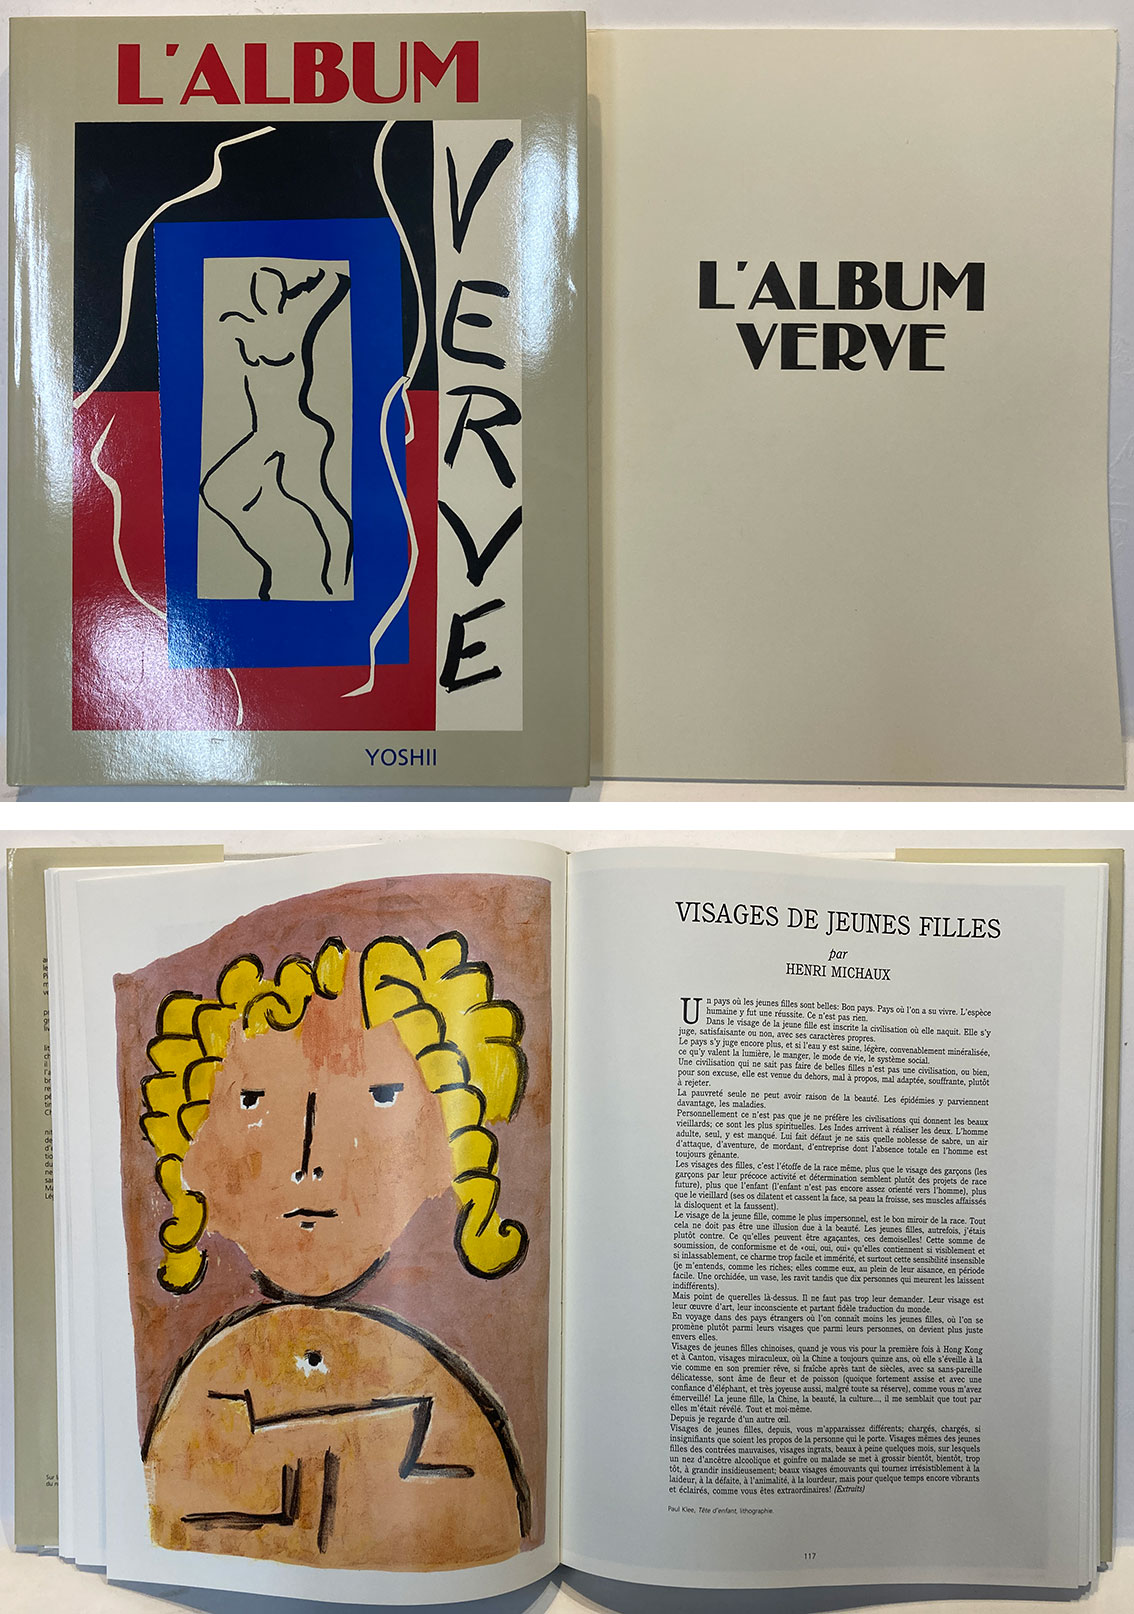 L'ALBUM
VERVE
YOSHII
L'ALBUM
VERVE
VISAGES DE JEUNES FILLES
par
HENRI MICHAUX
Un pays où les jeunes filles sont belles: Bon pays. Pays où l'on a su vivre. L'espèce
humaine y fut une réussite. Ce n'est pas rien.
Dans le visage de la jeune fille est inscrite la civilisation où elle naquit. Elle s'y
juge, satisfaisante ou non, avec ses caractères propres.
Le pays s'y juge encore plus, et si l'eau y est saine, légère, convenablement minéralisée,
ce qu'y valent la lumière, le manger, le mode de vie, le système social.
Une civilisation qui ne sait pas faire de belles filles n'est pas une civilisation, ou bien,
pour son excuse, elle est venue du dehors, mal à propos, mal adaptée, souffrante, plutôt
à rejeter.
La pauvreté seule ne peut avoir raison de la beauté. Les épidémies y parviennent
davantage, les maladies.
Personnellement ce n'est pas que je ne préfère les civilisations qui donnent les beaux
vieillards; ce sont les plus spirituelles. Les Indes arrivent à réaliser les deux. L'homme
adulte, seul, y est manqué. Lui fait défaut je ne sais quelle noblesse de sabre, un air
d'attaque, d'aventure, de mordant, d'entreprise dont l'absence totale en l'homme est
toujours gênante.
Les visages des filles, c'est l'étoffe de la race même, plus que le visage des garçons (les
garçons par leur précoce activité et détermination semblent plutôt des projets de race
future), plus que l'enfant (l'enfant n'est pas encore assez orienté vers l'homme), plus
que le vieillard (ses os dilatent et cassent la face, sa peau la froisse, ses muscles affaissés
la disloquent et la faussent).
Le visage de la jeune fille, comme le plus impersonnel, est le bon miroir de la race. Tout
cela ne doit pas être une illusion due à la beauté. Les jeunes filles, autrefois, j'étais
plutôt contre. Ce qu'elles peuvent être agaçantes, ces demoiselles! Cette somme de
soumission, de conformisme et de «oui, oui, oui» qu'elles contiennent si visiblement et
si inlassablement, ce charme trop facile et immérité, et surtout cette sensibilité insensible
(je m'entends, comme les riches; elles comme eux, au plein de leur aisance, en période
facile. Une orchidée, un vase, les ravit tandis que dix personnes qui meurent les laissent
indifférents).
Mais point de querelles là-dessus. Il ne faut pas trop leur demander. Leur visage est
leur œuvre d'art, leur inconsciente et partant fidèle traduction du monde.
En voyage dans des pays étrangers où l'on connaît moins les jeunes filles, où l'on se
promène plutôt parmi leurs visages que parmi leurs personnes, on devient plus juste
envers elles.
Visages de jeunes filles chinoises, quand je vous vis pour la première fois à Hong Kong
et à Canton, visages miraculeux, où la Chine a toujours quinze ans, où elle s'éveille à la
vie comme en son premier rêve, si fraîche après tant de siècles, avec sa sans-pareille
délicatesse, sont âme de fleur et de poisson (quoique fortement assise et avec une
confiance d'éléphant, et très joyeuse aussi, malgré toute sa réserve), comme vous m'avez
émerveillé! La jeune fille, la Chine, la beauté, la culture..., il me semblait que tout par
elles m'était révélé. Tout et moi-même.
Depuis je regarde d'un autre œil.
Visages de jeunes filles, depuis, vous m'apparaissez différents; chargés, chargés, si
insignifiants que soient les propos de la personne qui le porte. Visages mêmes des jeunes
filles des contrées mauvaises, visages ingrats, beaux à peine quelques mois, sur lesquels
un nez d'ancêtre alcoolique et goinfre ou malade se met à grossir bientôt, bientôt, trop
tôt, à grandir insidieusement; beaux visages émouvants qui tournez irrésistiblement à la
laideur, à la défaite, à l'animalité, à la lourdeur, mais pour quelque temps encore vibrants
et éclairés, comme vous êtes extraordinaires! (Extraits)
Paul Klee, Tête d'enfant, lithographie.
117